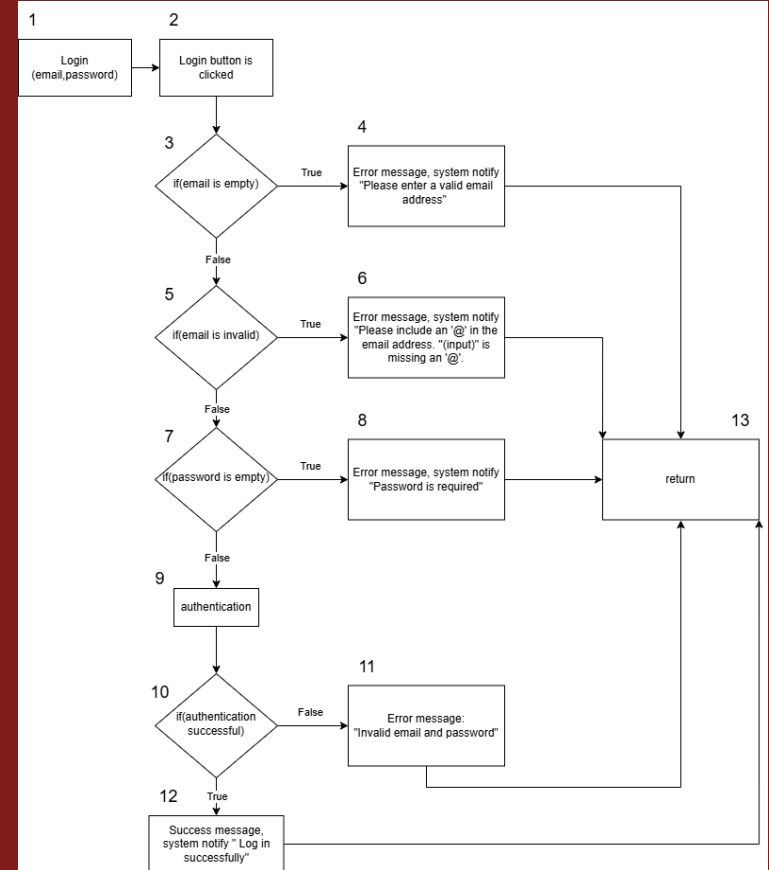 1
2
Login
(email,password)
Login button is
clicked
3
4
if(email is empty)
True
Error message, system notify
"Please enter a valid email
address"
False
5
6
if(email is invalid)
True
Error message, system notify
"Please include an '@' in the
email address. "(input)" is
missing an '@'.
False
7
8
13
if(password is empty)
True
Error message, system notify
"Password is required"
return
False
9
authentication
10
11
if(authentication
successful)
False
Error message:
"Invalid email and password"
12
True
Success message,
system notify " Log in
successfully"